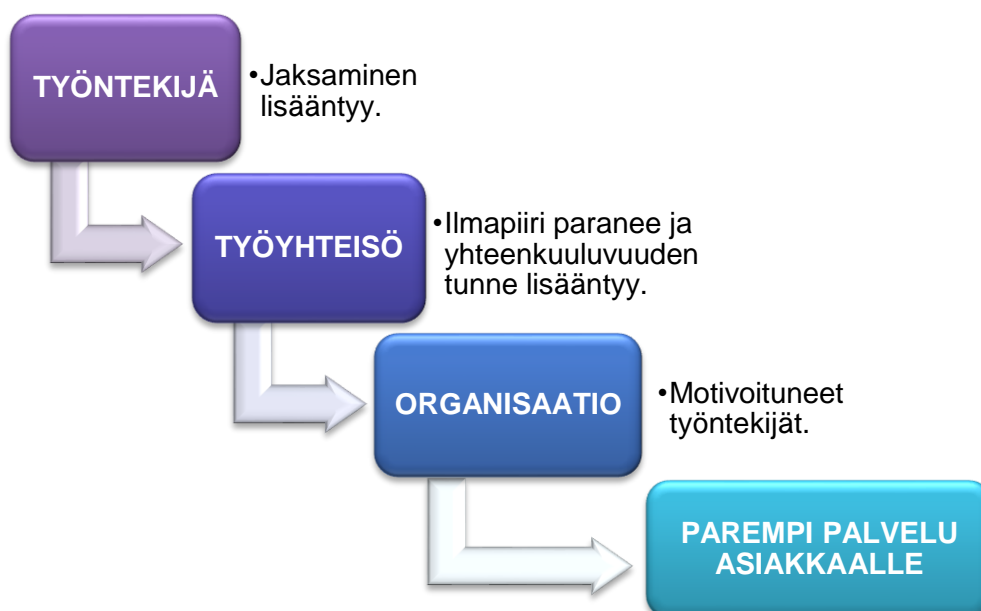 TYÖNTEKIJÄ
•Jaksaminen
lisääntyy.
TYÖYHTEISÖ
•Ilmapiiri paranee ja
yhteenkuuluvuuden
tunne lisääntyy.
ORGANISAATIO
•Motivoituneet
työntekijät.
PAREMPI PALVELU
ASIAKKAALLE